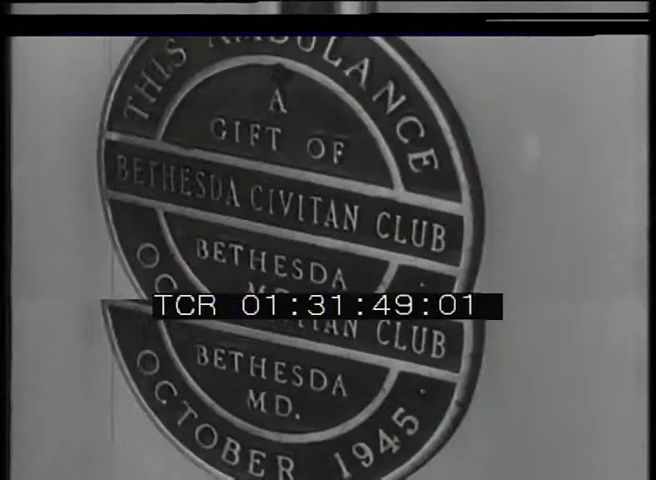 THIS AMBULANCE
A
GIFT OF
BETHESDA CIVITAN CLUB
BETHESDA
TCR 01:31:49:01
CIVITAN CLUB
BETHESDA
MD.
OCTOBER 1945